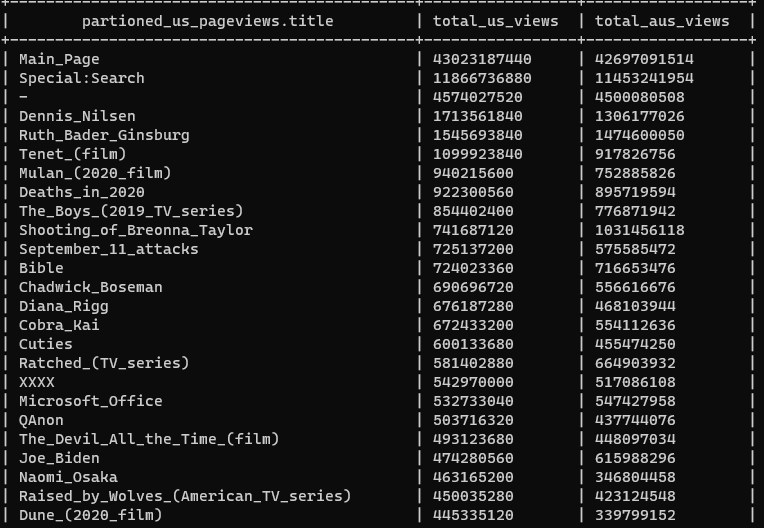 | partioned_us_pageviews.title | total_us_views | total_aus_views |
| Main_Page | 43023187440 | 42697091514 |
| Special:Search | 11866736880 | 11453241954 |
| - | 4574027520 | 4500080508 |
| Dennis_Nilsen | 1713561840 | 1306177026 |
| Ruth_Bader_Ginsburg | 1545693840 | 1474600050 |
| Tenet_(film) | 1099923840 | 917826756 |
| Mulan_(2020_film) | 940215600 | 752885826 |
| Deaths_in_2020 | 922300560 | 895719594 |
| The_Boys_(2019_TV_series) | 854402400 | 776871942 |
| Shooting_of_Breonna_Taylor | 741687120 | 1031456118 |
| September_11_attacks | 725137200 | 575585472 |
| Bible | 724023360 | 716653476 |
| Chadwick_Boseman | 690696720 | 556616676 |
| Diana_Rigg | 676187280 | 468103944 |
| Cobra_Kai | 672433200 | 554112636 |
| Cuties | 600133680 | 455474250 |
| Ratched_(TV_series) | 581402880 | 664903932 |
| XXXX | 542970000 | 517086108 |
| Microsoft_Office | 532733040 | 547427958 |
| QAnon | 503716320 | 437744076 |
| The_Devil_All_the_Time_(film) | 493123680 | 448097034 |
| Joe_Biden | 474280560 | 615988296 |
| Naomi_Osaka | 463165200 | 346804458 |
| Raised_by_Wolves_(American_TV_series) | 450035280 | 423124548 |
| Dune_(2020_film) | 445335120 | 339799152 |